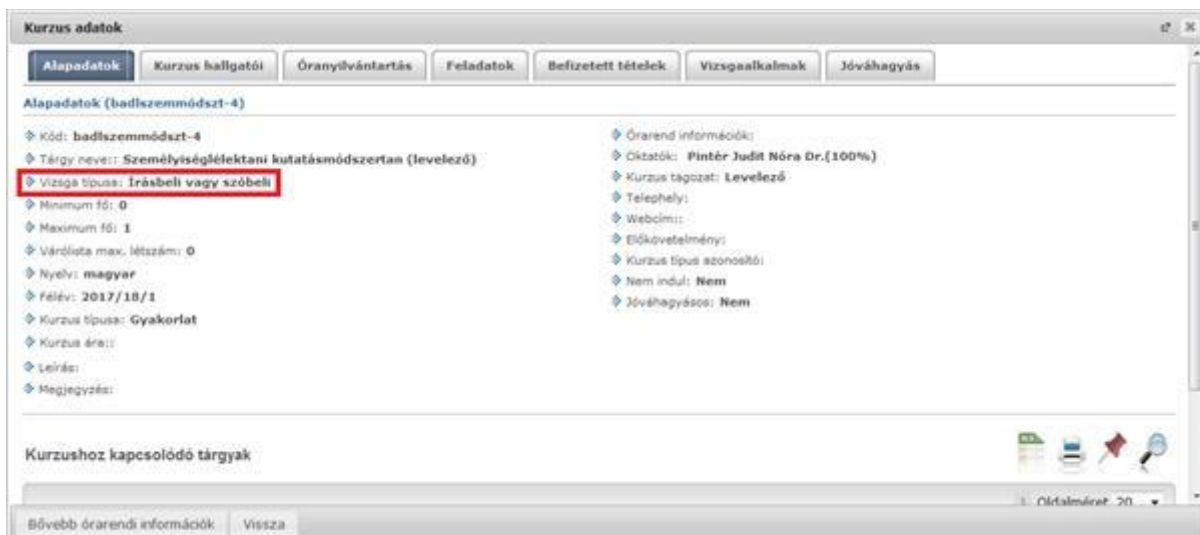 Kurzus adatok
Alapadatok Kurzus hallgatói Óranyilvántartás Feladatok Befizetett tételek Vizsgaalkalmak Jóváhagyás
Alapadatok (badlszemmódszt-4)
Kód: badlszemmódszt-4
Tárgy neve:: Személyiséglélektani kutatásmódszertan (levelező)
Vizsga típusa: Írásbeli vagy szóbeli
Minimum fő: 0
Maximum fő: 1
Várólista max. létszám: 0
Nyelv: magyar
Félév: 2017/18/1
Kurzus típusa: Gyakorlat
Kurzus ára::
Leírás:
Megjegyzés:
Órarend információk:
Oktatók: Pintér Judit Nóra Dr.(100%)
Kurzus tagozat: Levelező
Telephely:
Webcím::
Előkövetelmény:
Kurzus típus azonosító:
Nem indul: Nem
Jóváhagyásos: Nem
Kurzushoz kapcsolódó tárgyak
Oldalméret 20
Bővebb órarendi információk Vissza